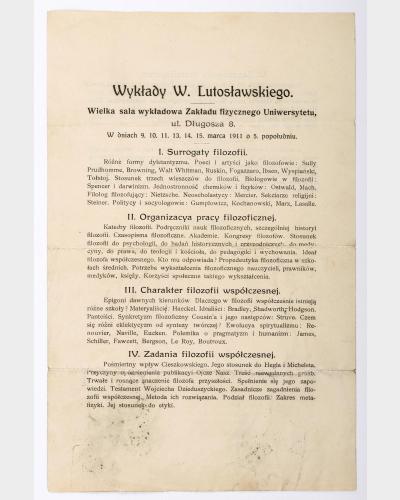 Wykłady W. Lutosławskiego.
Wielka sala wykładowa Zakładu fizycznego Uniwersytetu,
ul. Długosza 8.
W dniach 9, 10, 11, 13, 14, 15. marca 1911 o 5. popołudniu.
I. Surrogaty filozofii.
Różne formy dyletantyzmu. Poeci i artyści jako filozofowie: Sully
Prudhomme, Browning, Walt Whitman, Ruskin, Fogazzaro, Ibsen, Wyspiański,
Tołstoj. Stosunek trzech wieszczów do filozofii. Biologowie w filozofii:
Spencer i darwinizm. Jednostronność chemików i fizyków: Ostwald, Mach.
Filolog filozofujący: Nietzsche. Neoscholastycy: Mercier. Sekciarze religijni:
Steiner. Politycy i socyologowie: Gumplowicz, Kochanowski, Marx, Lasalle.
II. Organizacya pracy filozoficznej.
Katedry filozofii. Podręczniki nauk filozoficznych, szczególniej historyi
filozofii. Czasopisma filozoficzne. Akademie. Kongresy filozofów. Stosunek
filozofii do psychologii, do badań historycznych i przyrodniczych, do medy-
cyny, do prawa, do teologii i kościoła, do pedagogiki i wychowania. Ideał
filozofa współczesnego. Kto mu odpowiada? Propedeutyka filozoficzna w szko-
łach średnich. Potrzeba wykształcenia filozoficznego nauczycieli, prawników,
medyków, księży. Korzyści społeczne takiego wykształcenia.
III. Charakter filozofii współczesnej.
Epigoni dawnych kierunków. Dlaczego w filozofii współcześnie istnieją
różne szkoły? Materyaliści: Haeckel. Idealiści: Bradley, Shadworth Hodgson.
Panteiści. Synkretyzm filozoficzny Cousin'a i jego następców: Struve. Czem
się różni eklektyzm od syntezy twórczej? Ewolucya spirytualizmu: Re-
nouvier, Naville, Eucken. Polemika o pragmatyzm i humanizm: James,
Schiller, Fawcett, Bergson, Le Roy, Boutroux.
IV. Zadania filozofii współczesnej.
Pośmiertny wpływ Cieszkowskiego. Jego stosunek do Hegla i Micheleta.
Przyczyny opóźnienia publikacyi Ojcze Nasz. Treść niewydanych
Trwałe i rosnące znaczenie filozofii przyszłości. Spełnienie się jego zapo-
wiedzi. Testament Wojciecha Dzieduszyckiego. Zasadnicze zagadnienia filo-
zofii współczesnej. Metoda ich rozwiązania. Podział filozofii. Zakres meta-
fizyki. Jej stosunek do etyki.